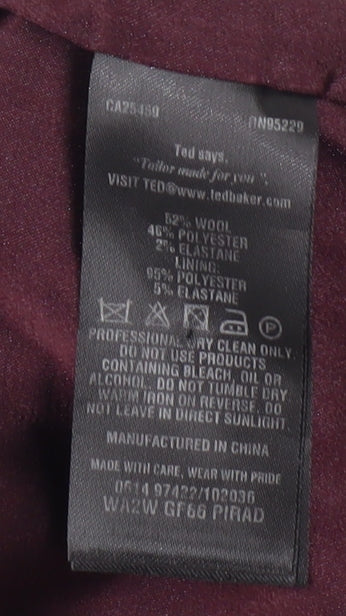 CA25459 RN95229
Ted says,
"Tailor made for you".
VISIT TED@www.tedbaker.com
52% WOOL
46% POLYESTER
2% ELASTANE
LINING:
95% POLYESTER
5% ELASTANE
P
PROFESSIONAL DRY CLEAN ONLY
DO NOT USE PRODUCTS
CONTAINING BLEACH, OIL OR
ALCOHOL. DO NOT TUMBLE DRY
WARM IRON ON REVERSE. DO
NOT LEAVE IN DIRECT SUNLIGHT
MANUFACTURED IN CHINA
MADE WITH CARE, WEAR WITH PRIDE
0614 97422/102036
WA2W GF66 PIRAD